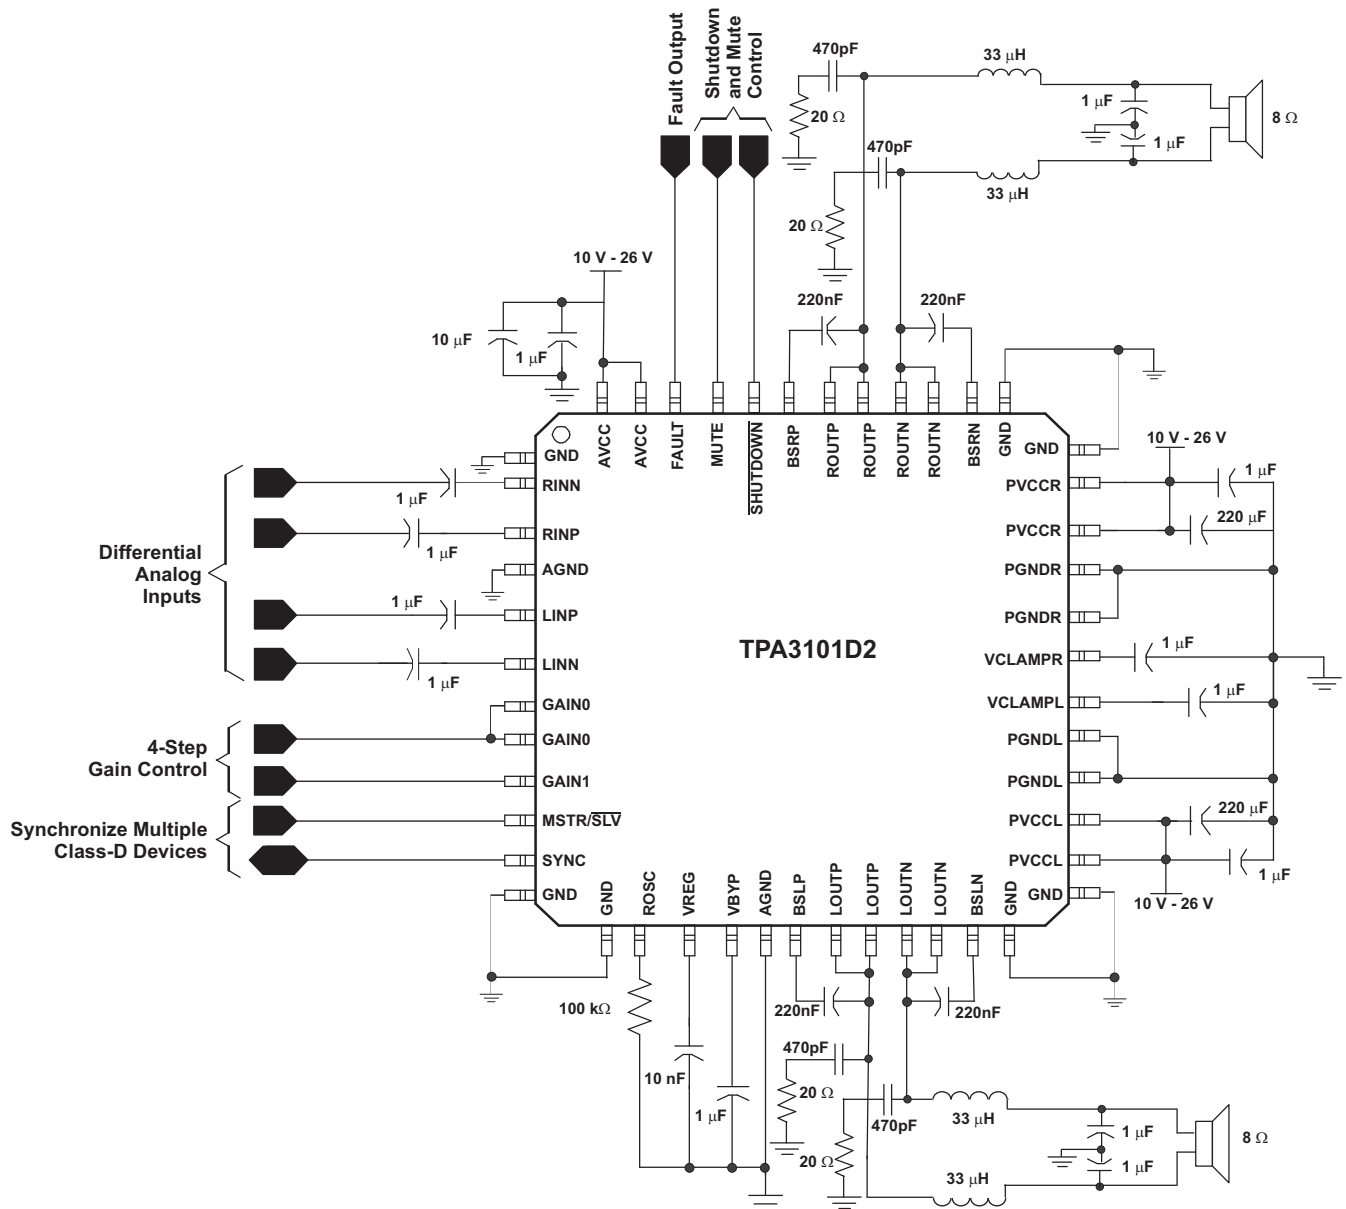 Fault Output
Shutdown
and Mute
Control
470pF
33 μH
1 μF
20 Ω
8 Ω
1 μF
470pF
33 μH
20 Ω
10 V - 26 V
220nF
220nF
10 μF
1 μF
AVCC
AVCC
FAULT
MUTE
SHUTDOWN
BSRP
ROUTP
ROUTP
ROUTN
ROUTN
BSRN
GND
GND
GND
10 V - 26 V
RINN
1 μF
PVCCR
1 μF
RINP
1 μF
PVCCR
220 μF
Differential
Analog
Inputs
AGND
PGNDR
1 μF
LINP
PGNDR
TPA3101D2
LINN
1 μF
VCLAMPR
1 μF
GAIN0
VCLAMPL
1 μF
4-Step
Gain Control
GAIN0
PGNDL
GAIN1
PGNDL
Synchronize Multiple
Class-D Devices
MSTR/SLV
PVCCL
220 μF
SYNC
PVCCL
1 μF
GND
GND
10 V - 26 V
GND
ROSC
VREG
VBYP
AGND
BSLP
LOUTP
LOUTP
LOUTN
LOUTN
BSLN
GND
100 kΩ
220nF
220nF
470pF
10 nF
20 Ω
1 μF
470pF
33 μH
1 μF
8 Ω
20 Ω
1 μF
33 μH